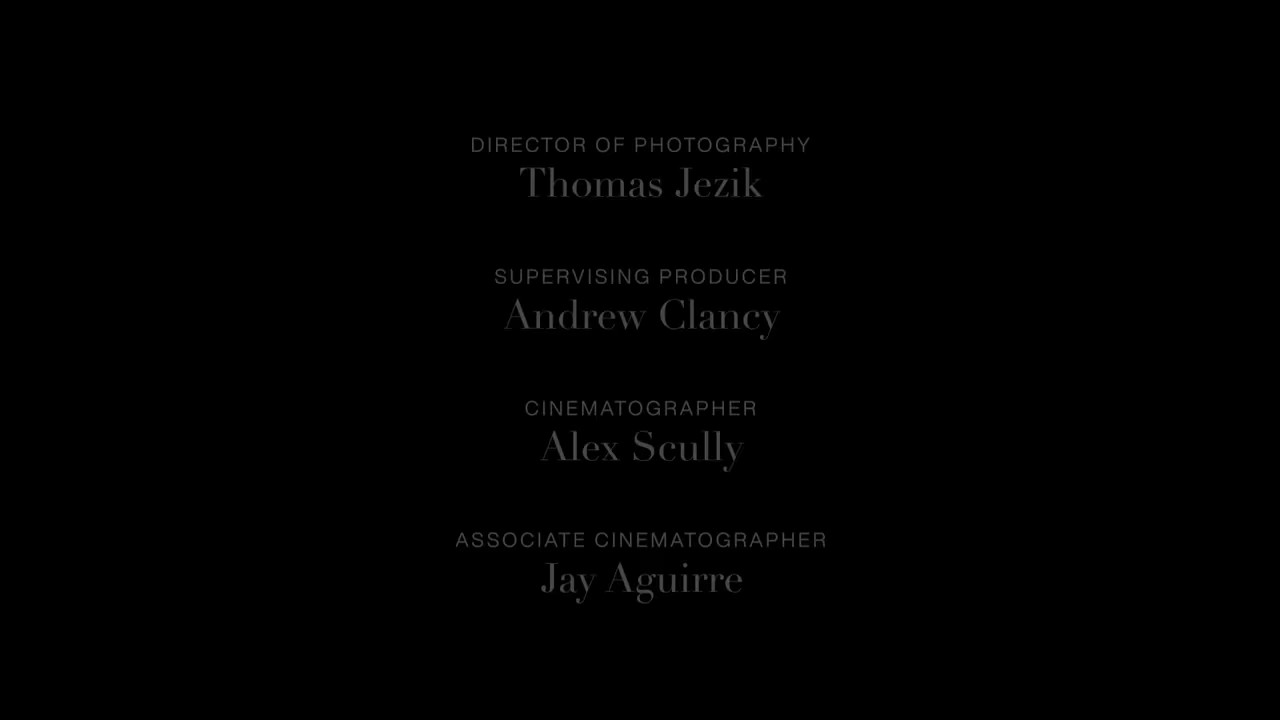 DIRECTOR OF PHOTOGRAPHY
Thomas Jezik
SUPERVISING PRODUCER
Andrew Clancy
CINEMATOGRAPHER
Alex Scully
ASSOCIATE CINEMATOGRAPHER
Jay Aguirre